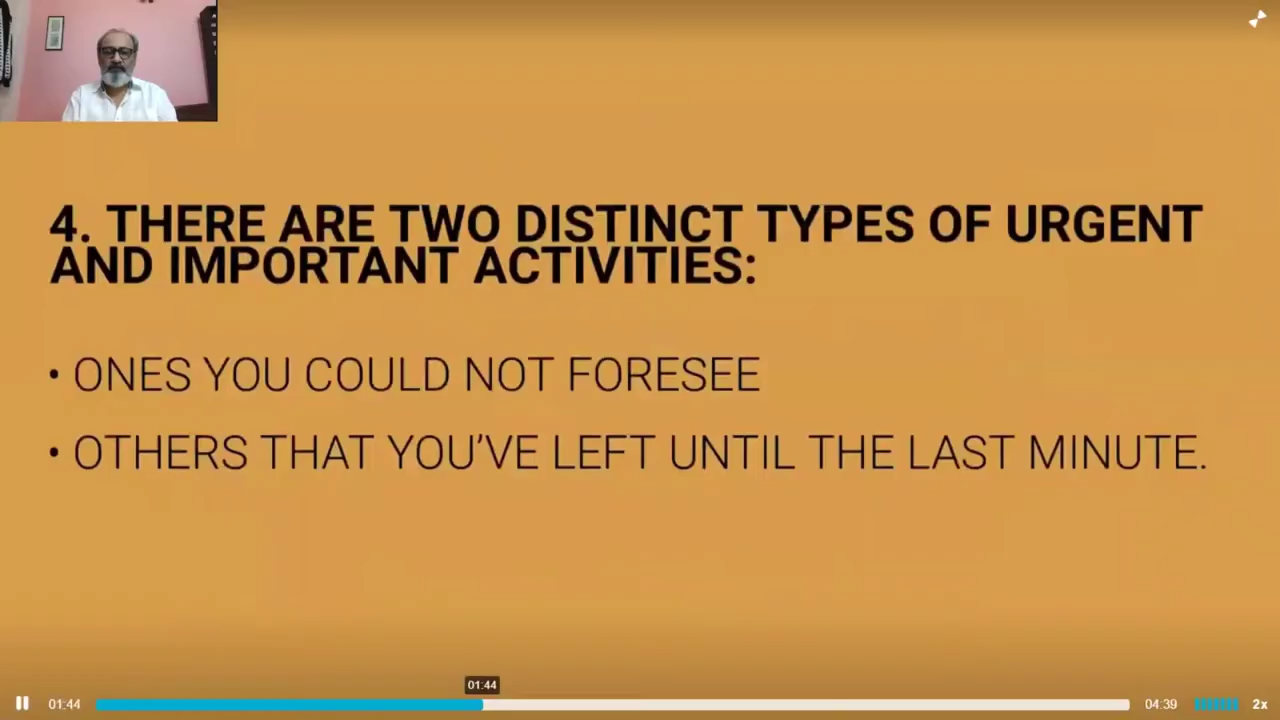 4. THERE ARE TWO DISTINCT TYPES OF URGENT
AND IMPORTANT ACTIVITIES:
• ONES YOU COULD NOT FORESEE
• OTHERS THAT YOU'VE LEFT UNTIL THE LAST MINUTE.
01:44
01:44
04:39
2x